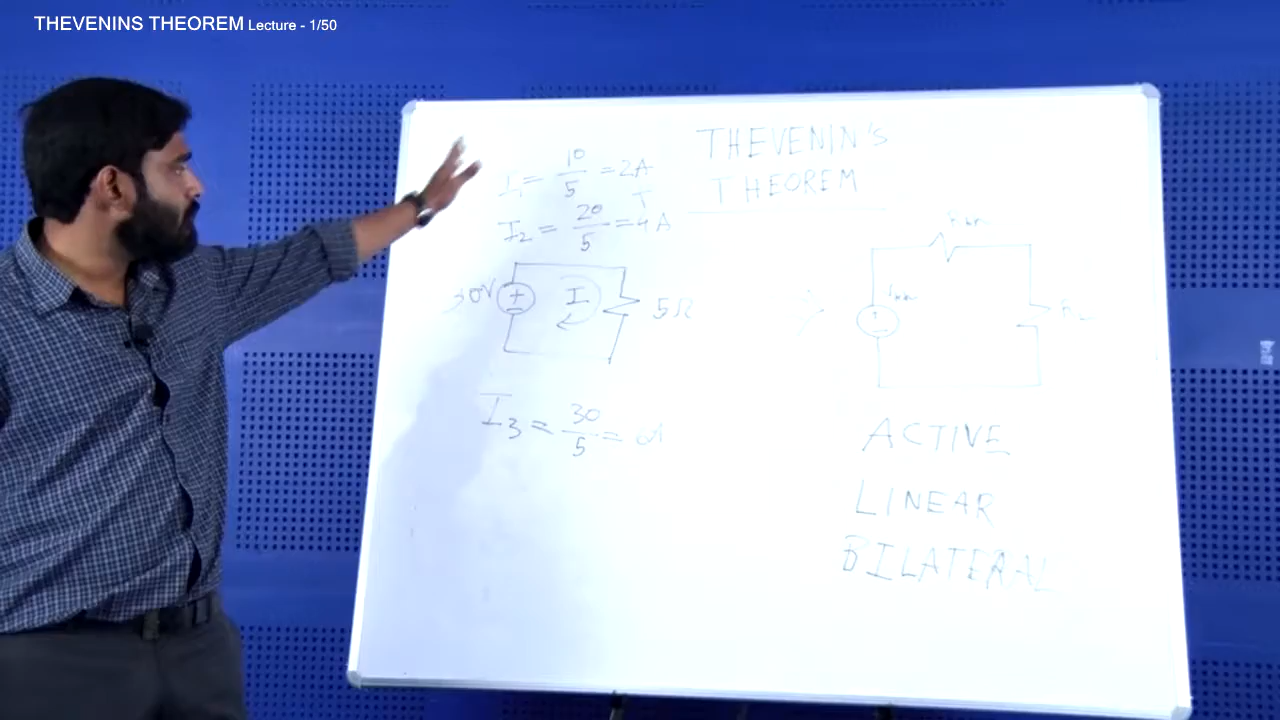 THEVENINS THEOREM Lecture - 1/50
THEVENIN'S
THEOREM
I₁ = 10/5 = 2A
I₂ = 20/5 = 4A
30V
+
−
I
5Ω
I₃ = 30/5 = 6A
ACTIVE
LINEAR
BILATERAL